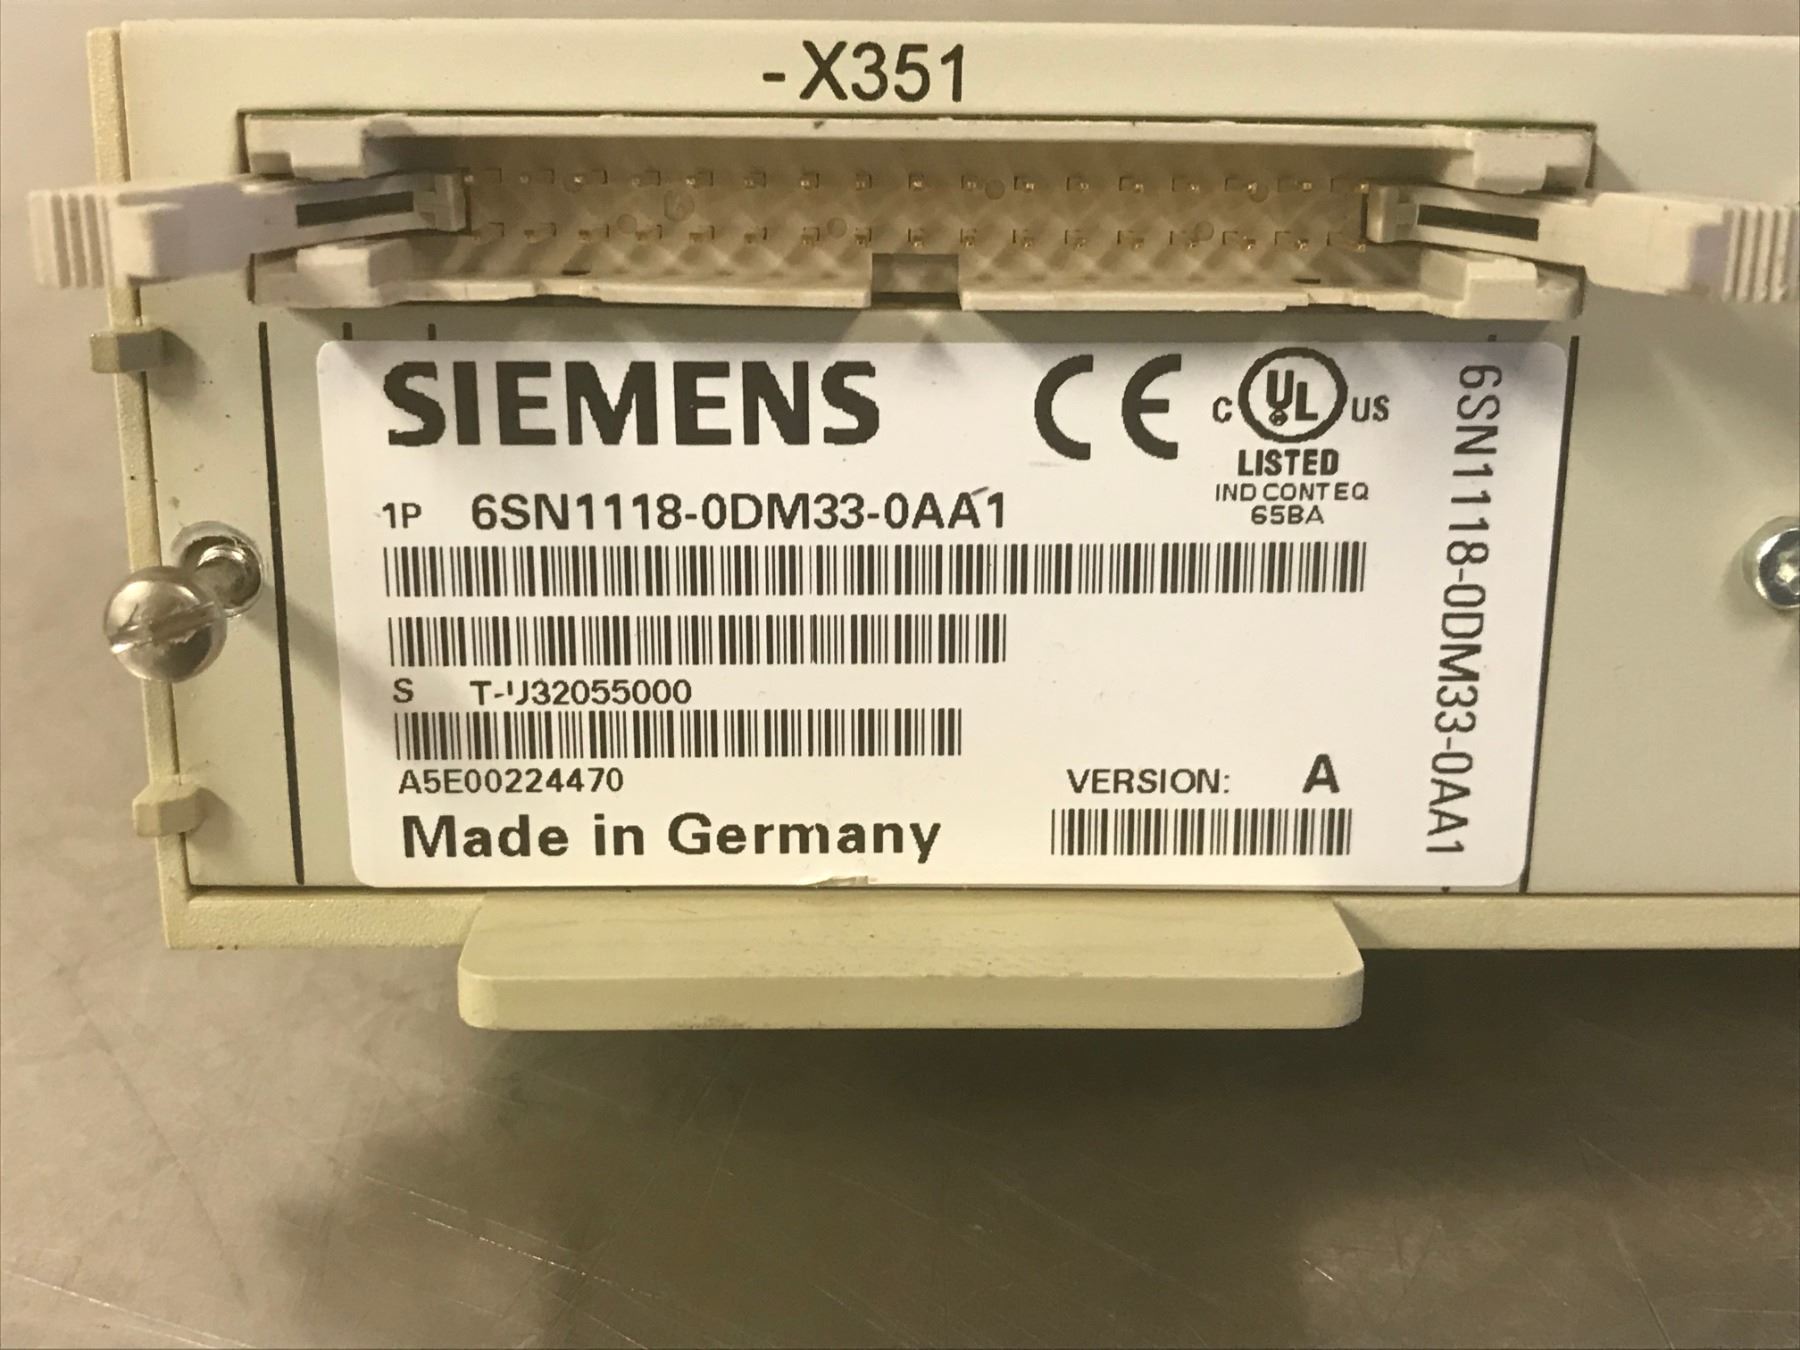 -X351
SIEMENS
CE
C UL US
LISTED
IND CONT EQ
65BA
1P 6SN1118-0DM33-0AA1
S T-U32055000
A5E00224470
VERSION: A
Made in Germany
6SN1118-0DM33-0AA1